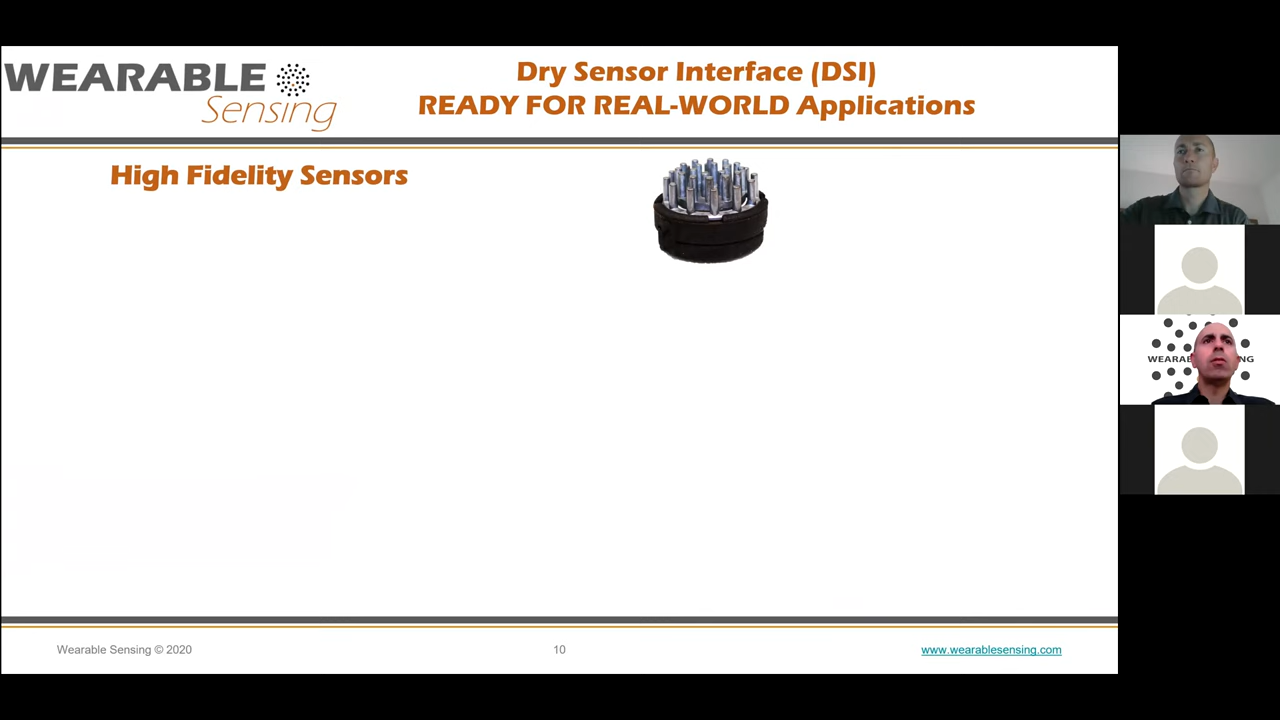 WEARABLE
Sensing
Dry Sensor Interface (DSI)
READY FOR REAL-WORLD Applications
High Fidelity Sensors
WEARA NG
Wearable Sensing © 2020
10
www.wearablesensing.com